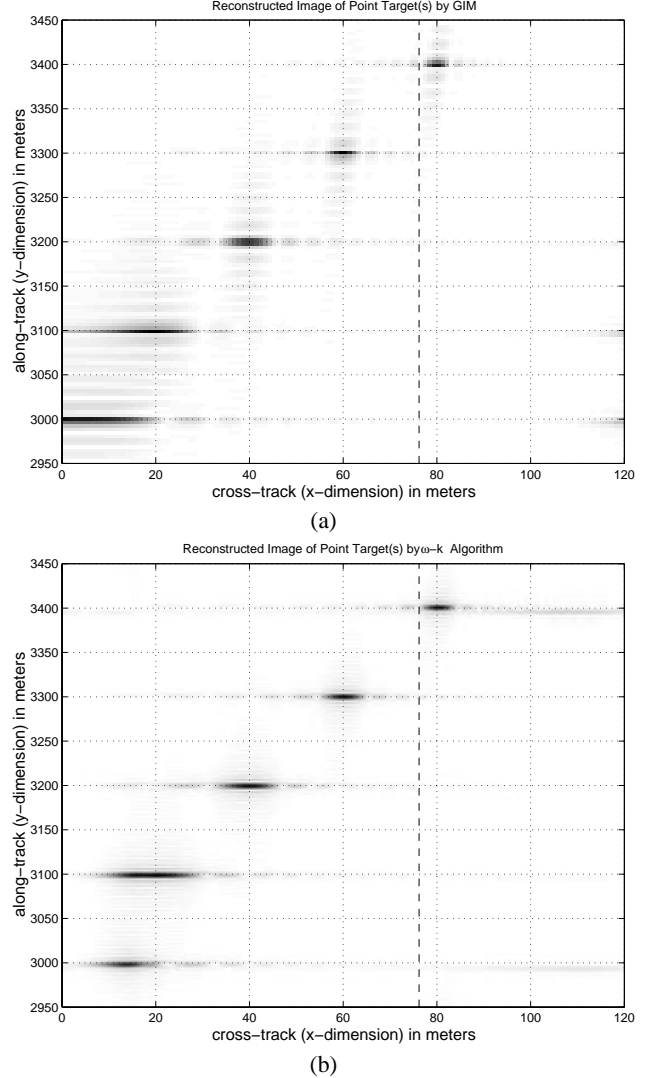 Reconstructed Image of Point Target(s) by GIM
3450
3400
3350
3300
3250
3200
3150
3100
3050
3000
2950
along-track (y-dimension) in meters
0 20 40 60 80 100 120
cross-track (x-dimension) in meters
(a)
Reconstructed Image of Point Target(s) by ω−k Algorithm
3450
3400
3350
3300
3250
3200
3150
3100
3050
3000
2950
along-track (y-dimension) in meters
0 20 40 60 80 100 120
cross-track (x-dimension) in meters
(b)